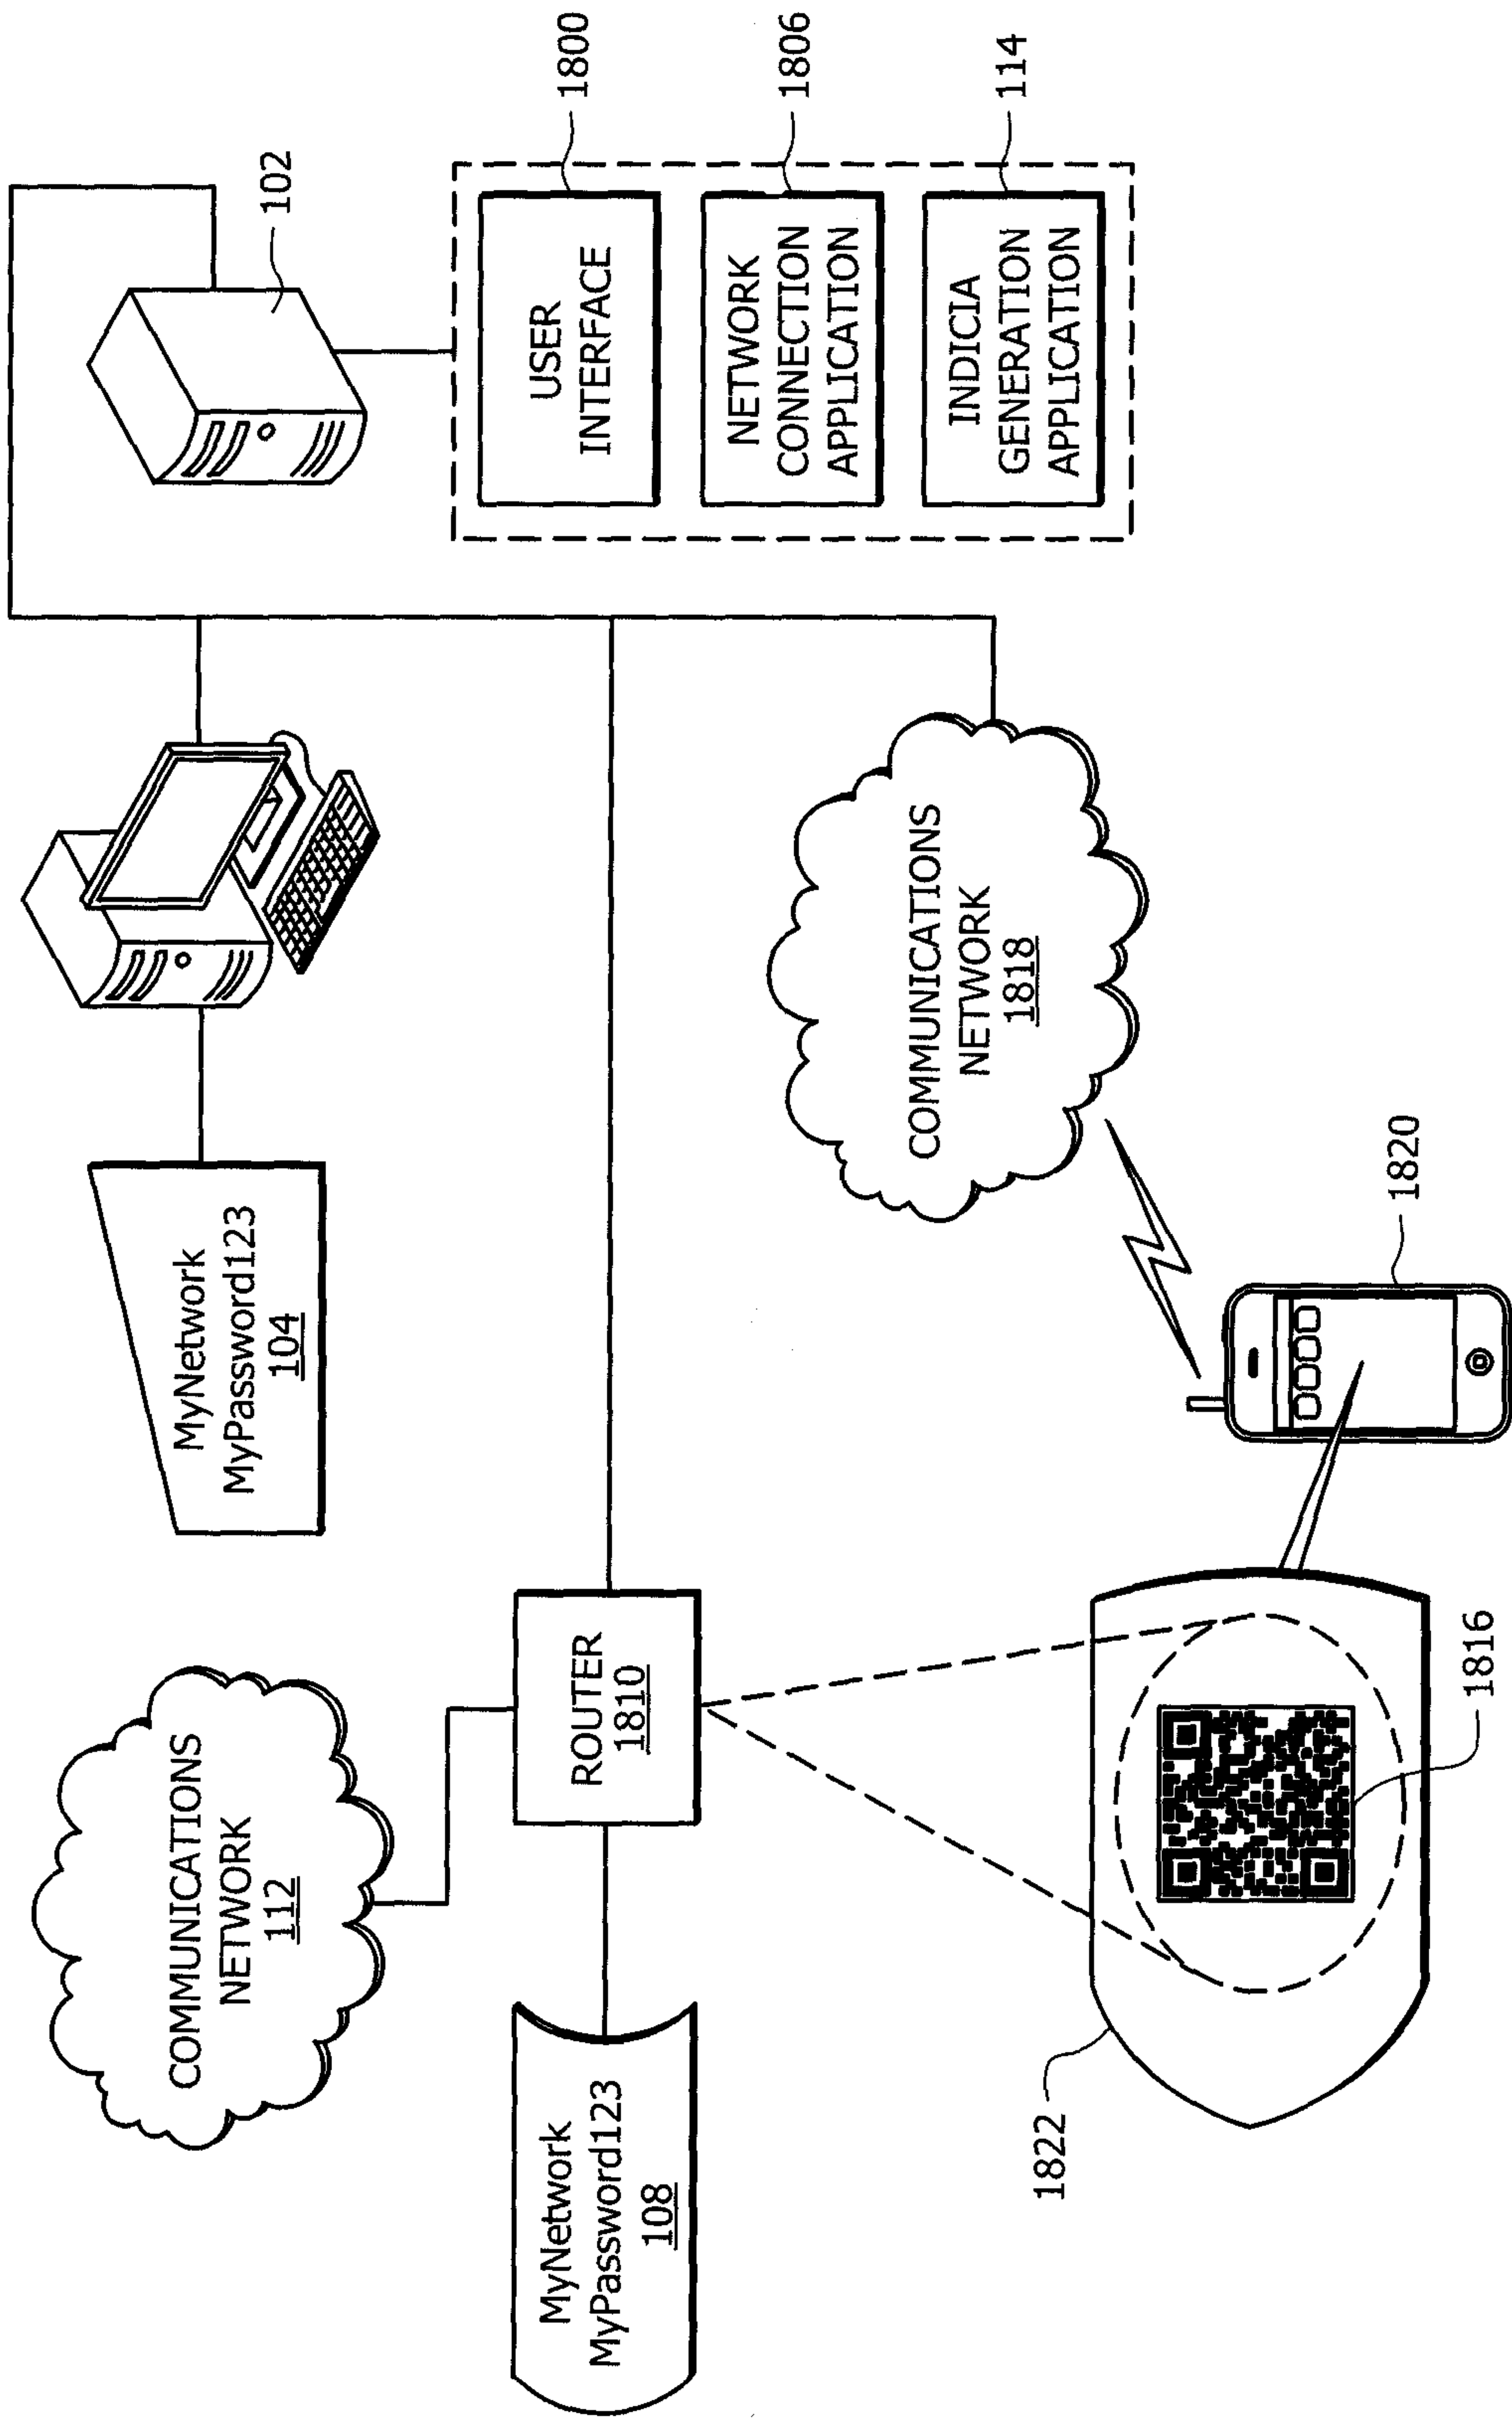 COMMUNICATIONS
NETWORK
112
MyNetwork
MyPassword123
104
102
MyNetwork
MyPassword123
108
ROUTER
1810
USER
INTERFACE
1800
NETWORK
CONNECTION
APPLICATION
1806
INDICIA
GENERATION
APPLICATION
114
COMMUNICATIONS
NETWORK
1818
1822
1816
1820